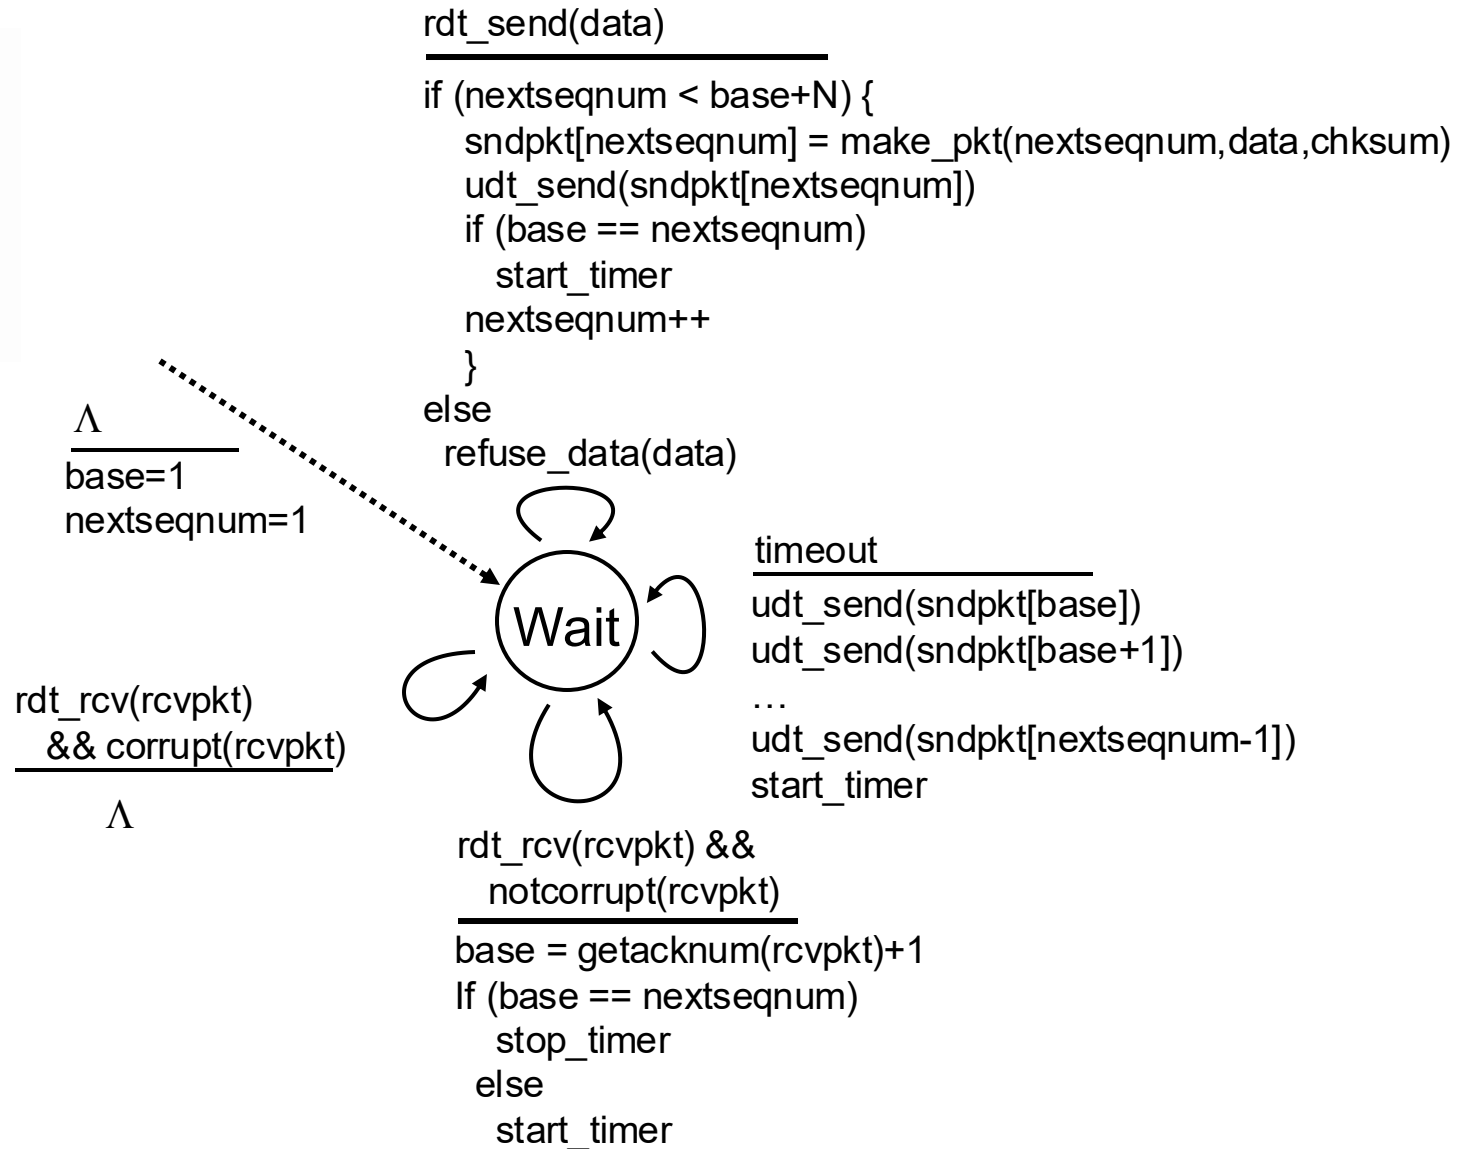 rdt_send(data)
if (nextseqnum < base+N) {
sndpkt[nextseqnum] = make_pkt(nextseqnum,data,chksum)
udt_send(sndpkt[nextseqnum])
if (base == nextseqnum)
start_timer
nextseqnum++
}
else
refuse_data(data)
Λ
base=1
nextseqnum=1
Wait
timeout
udt_send(sndpkt[base])
udt_send(sndpkt[base+1])
…
udt_send(sndpkt[nextseqnum-1])
start_timer
rdt_rcv(rcvpkt)
&& corrupt(rcvpkt)
Λ
rdt_rcv(rcvpkt) &&
notcorrupt(rcvpkt)
base = getacknum(rcvpkt)+1
If (base == nextseqnum)
stop_timer
else
start_timer